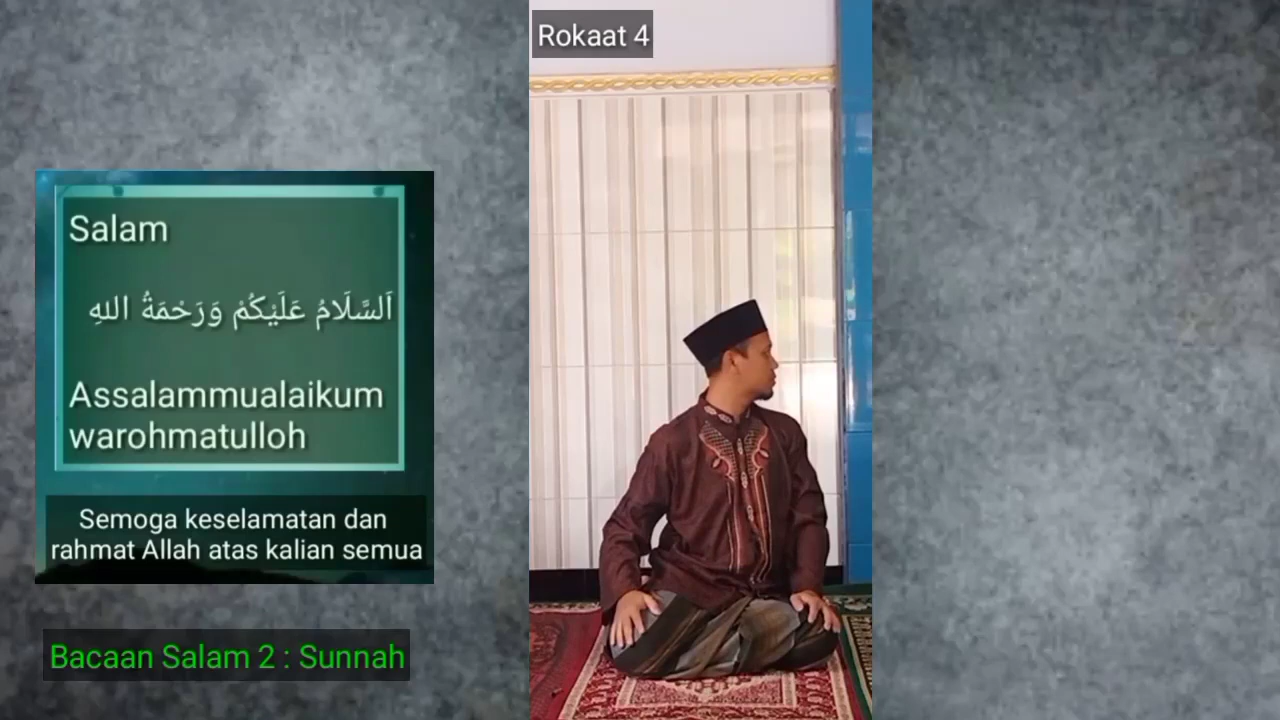 Rokaat 4
Salam
اَلسَّلَامُ عَلَيْكُمْ وَرَحْمَةُ اللهِ
Assalammualaikum
warohmatulloh
Semoga keselamatan dan
rahmat Allah atas kalian semua
Bacaan Salam 2 : Sunnah